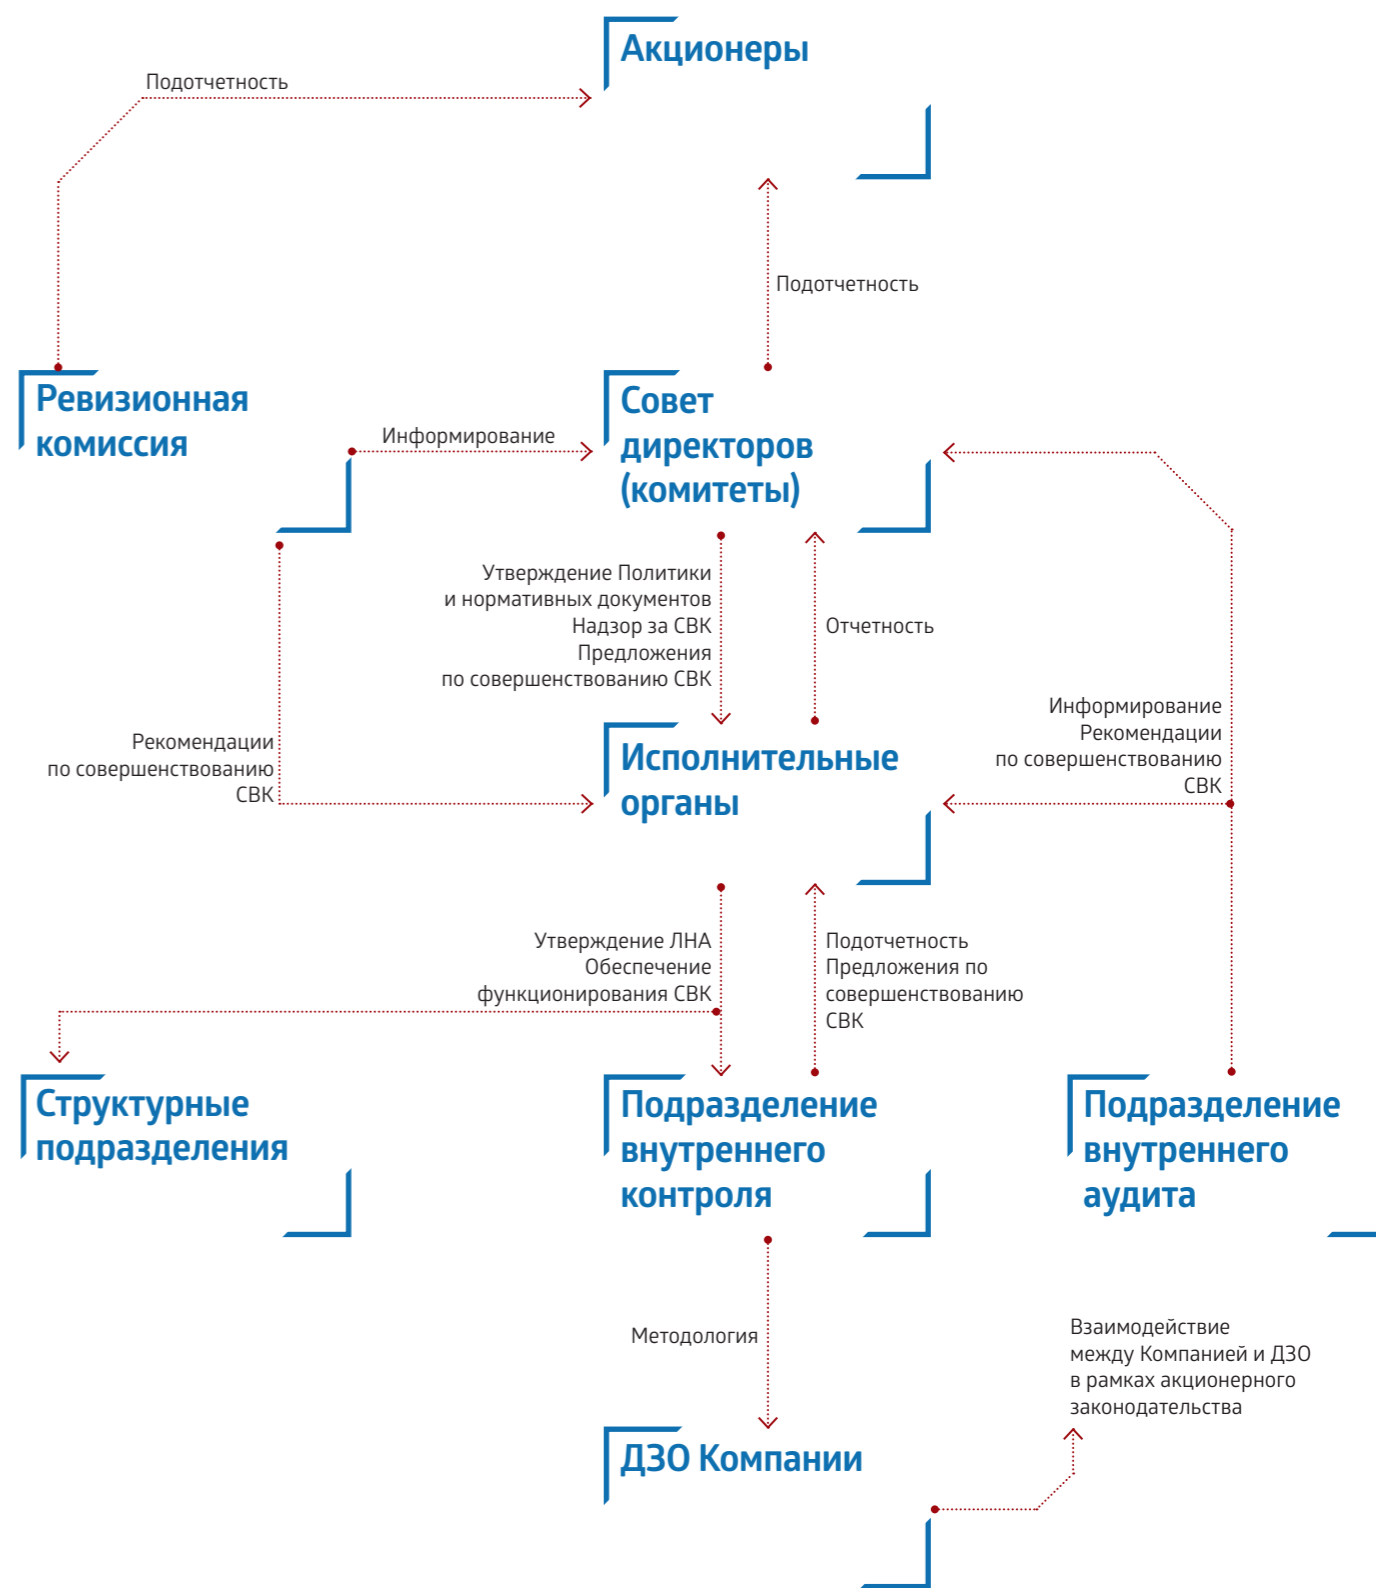 Акционеры
Подотчетность
Подотчетность
Ревизионная
комиссия
Информирование
Совет
директоров
(комитеты)
Утверждение Политики
и нормативных документов
Надзор за СВК
Предложения
по совершенствованию СВК
Отчетность
Рекомендации
по совершенствованию
СВК
Исполнительные
органы
Информирование
Рекомендации
по совершенствованию
СВК
Утверждение ЛНА
Обеспечение
функционирования СВК
Подотчетность
Предложения по
совершенствованию
СВК
Структурные
подразделения
Подразделение
внутреннего
контроля
Подразделение
внутреннего
аудита
Методология
Взаимодействие
между Компанией и ДЗО
в рамках акционерного
законодательства
ДЗО Компании